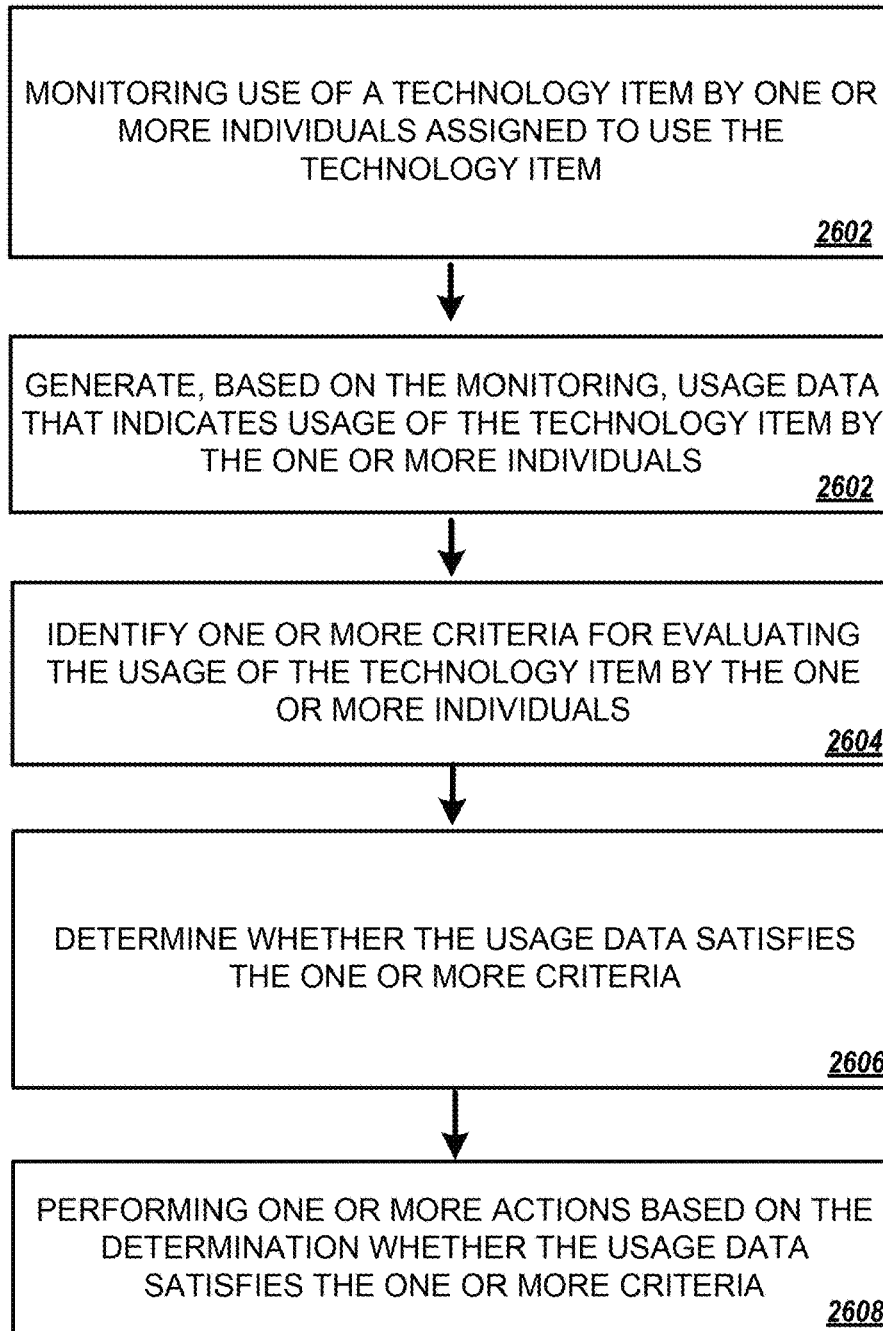 MONITORING USE OF A TECHNOLOGY ITEM BY ONE OR
MORE INDIVIDUALS ASSIGNED TO USE THE
TECHNOLOGY ITEM
2602
GENERATE, BASED ON THE MONITORING, USAGE DATA
THAT INDICATES USAGE OF THE TECHNOLOGY ITEM BY
THE ONE OR MORE INDIVIDUALS
2602
IDENTIFY ONE OR MORE CRITERIA FOR EVALUATING
THE USAGE OF THE TECHNOLOGY ITEM BY THE ONE
OR MORE INDIVIDUALS
2604
DETERMINE WHETHER THE USAGE DATA SATISFIES
THE ONE OR MORE CRITERIA
2606
PERFORMING ONE OR MORE ACTIONS BASED ON THE
DETERMINATION WHETHER THE USAGE DATA
SATISFIES THE ONE OR MORE CRITERIA
2608